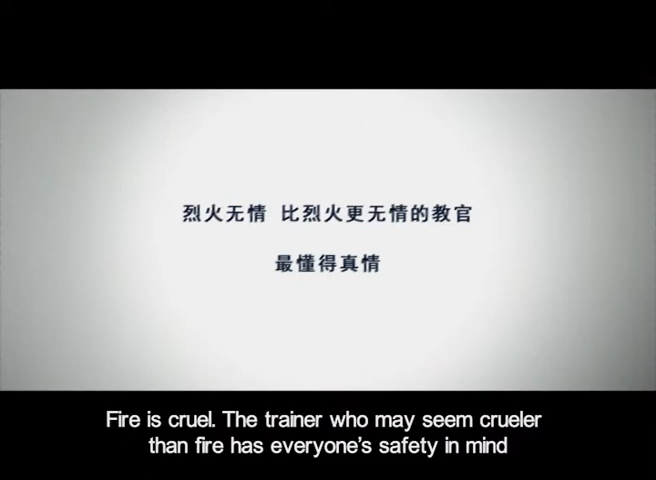 烈火无情 比烈火更无情的教官
最懂得真情
Fire is cruel. The trainer who may seem crueler
than fire has everyone's safety in mind